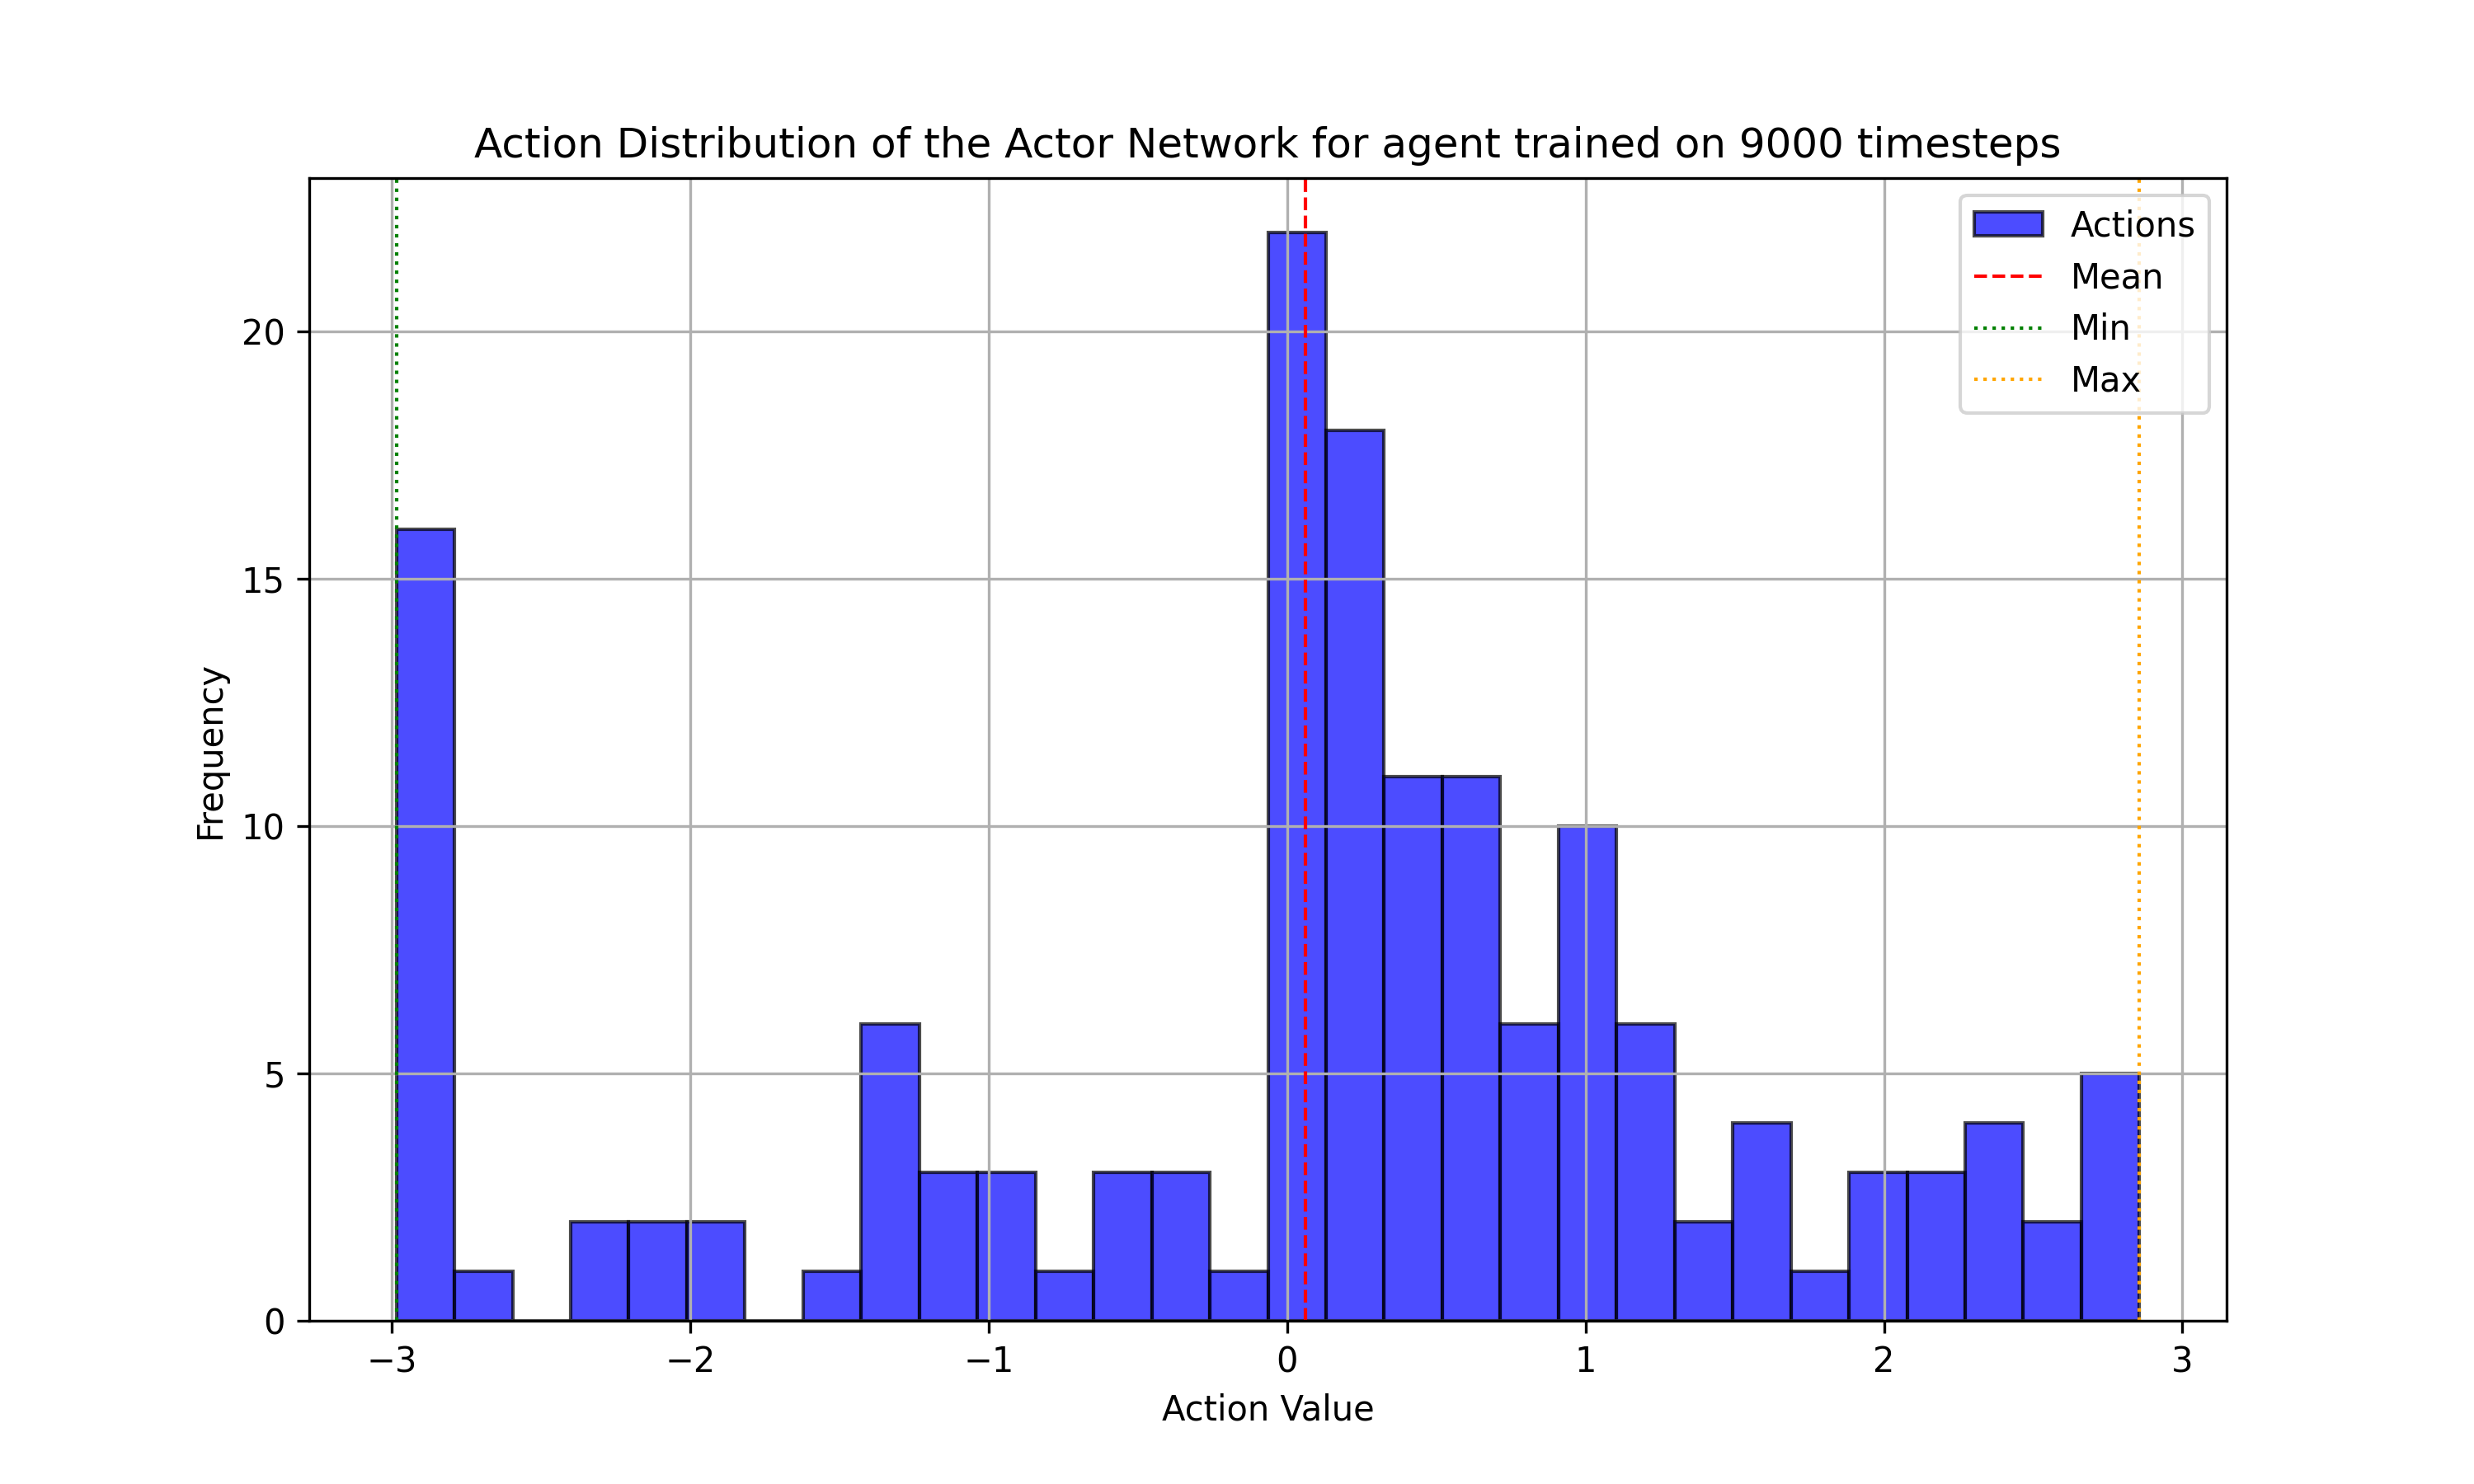 Action Distribution of the Actor Network for agent trained on 9000 timesteps
Actions
Mean
Min
Max
Frequency
20
15
10
5
0
−3 −2 −1 0 1 2 3
Action Value